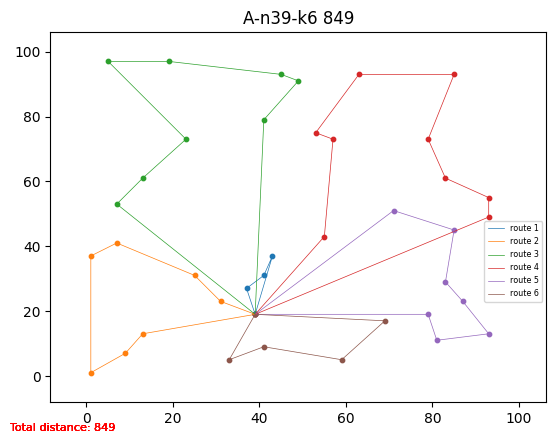 A-n39-k6 849
100
80
60
40
20
0
route 1
route 2
route 3
route 4
route 5
route 6
0 20 40 60 80 100
Total distance: 849